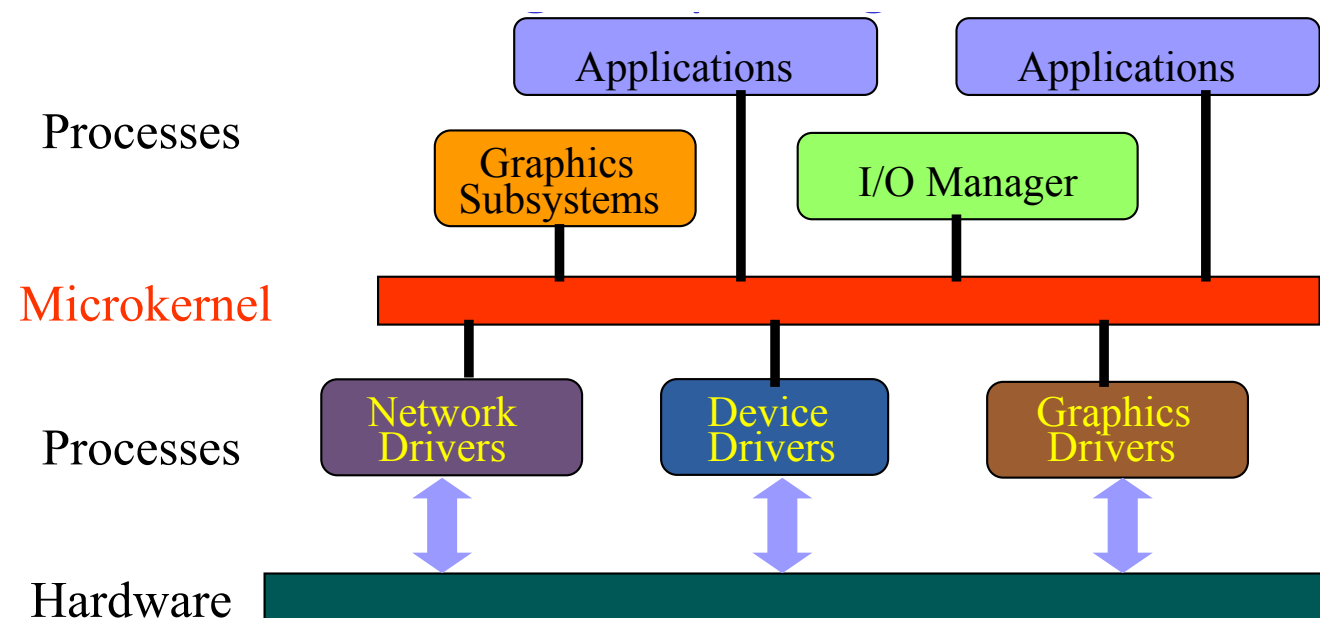 Applications
Applications
Processes
Graphics
Subsystems
I/O Manager
Microkernel
Network
Drivers
Device
Drivers
Graphics
Drivers
Processes
Hardware